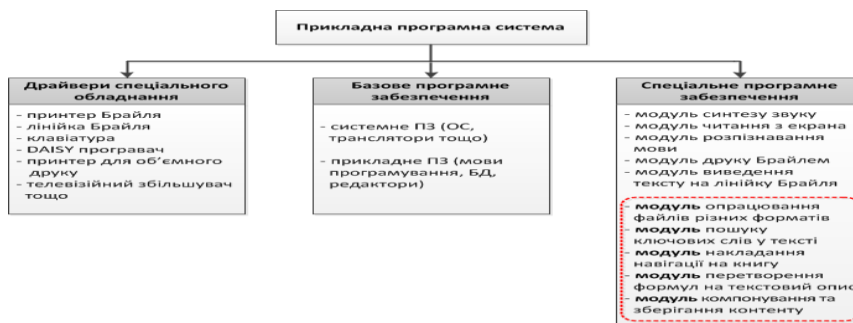 Прикладна програмна система
Драйвери спеціального
обладнання
- принтер Брайля
- лінійка Брайля
- клавіатура
- DAISY програвач
- принтер для об’ємного
друку
- телевізійний збільшувач
тощо
Базове програмне
забезпечення
- системне ПЗ (ОС,
транслятори тощо)
- прикладне ПЗ (мови
програмування, БД,
редактори)
Спеціальне програмне
забезпечення
- модуль синтезу звуку
- модуль читання з екрана
- модуль розпізнавання
мови
- модуль друку Брайлем
- модуль виведення
тексту на лінійку Брайля
- модуль опрацювання
файлів різних форматів
- модуль пошуку
ключових слів у тексті
- модуль накладання
навігації на книгу
- модуль перетворення
формул на текстовий опис
- модуль компонування та
зберігання контенту